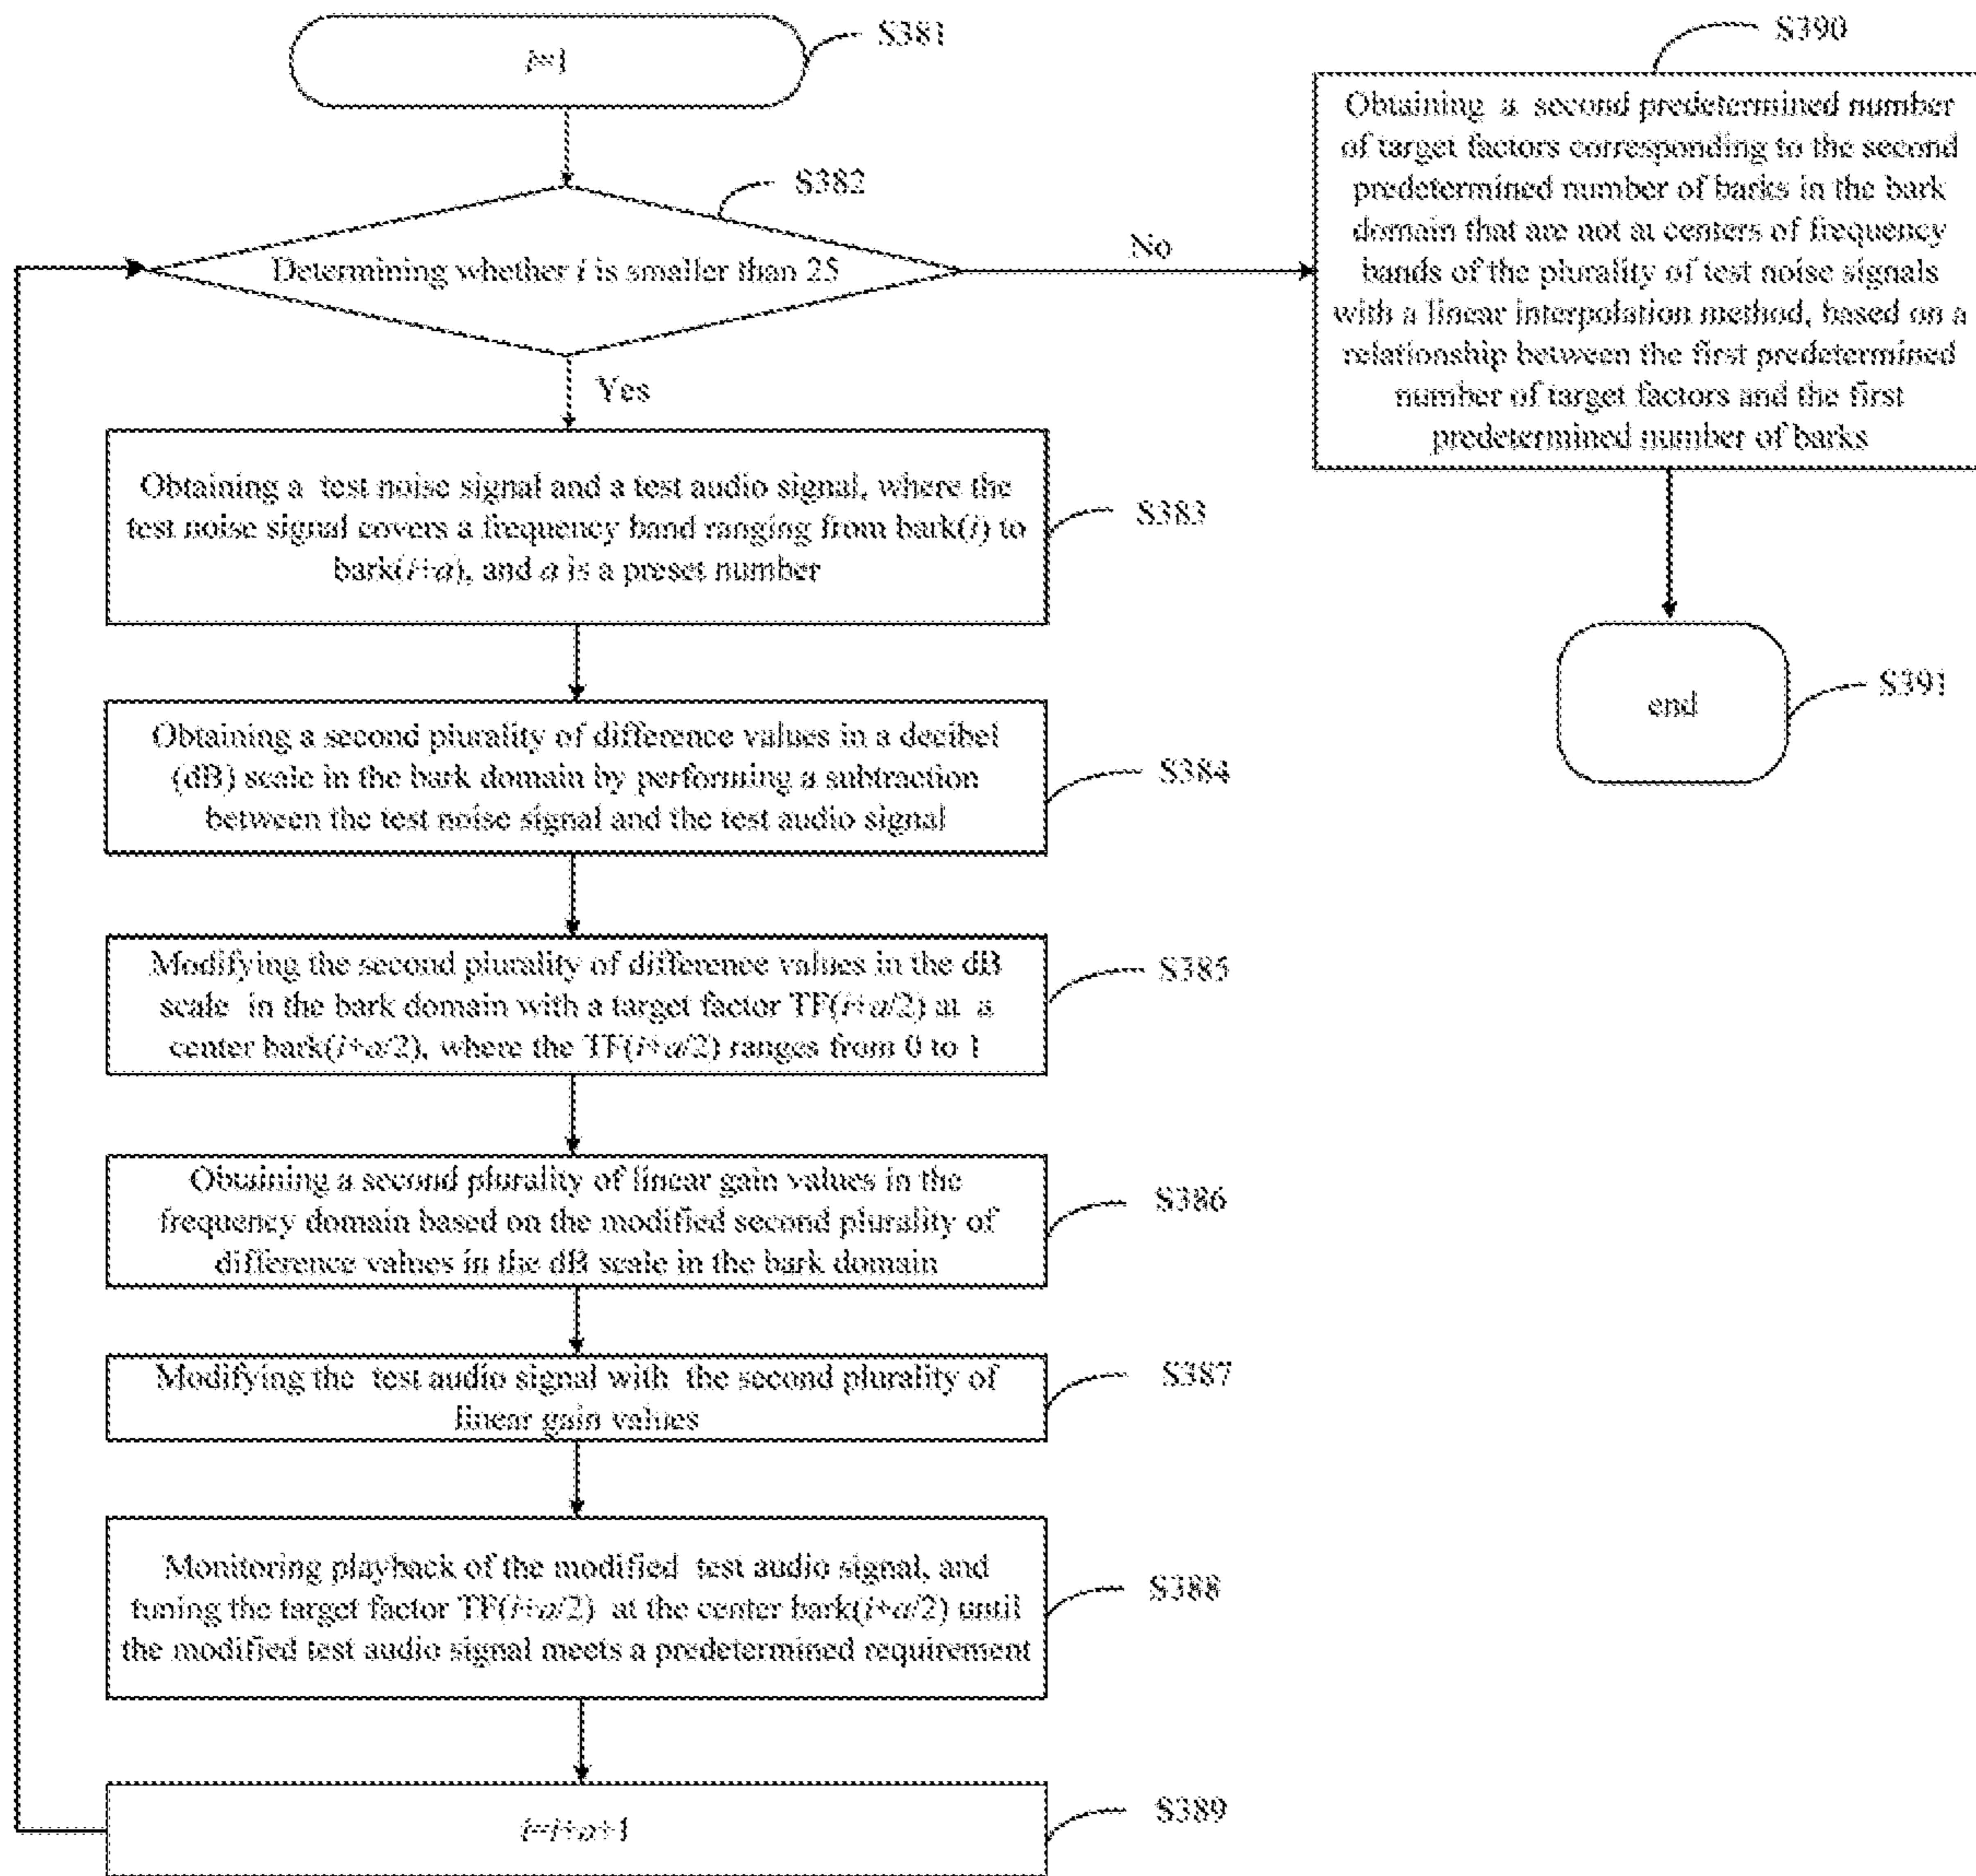 i=1
S381
Determining whether i is smaller than 25
S382
Yes
No
Obtaining a test noise signal and a test audio signal, where the
test noise signal covers a frequency band ranging from bark(i) to
bark(i+a), and a is a preset number
S383
Obtaining a second plurality of difference values in a decibel
(dB) scale in the bark domain by performing a subtraction
between the test noise signal and the test audio signal
S384
Modifying the second plurality of difference values in the dB
scale in the bark domain with a target factor TF(i+a/2) at a
center bark(i+a/2), where the TF(i+a/2) ranges from 0 to 1
S385
Obtaining a second plurality of linear gain values in the
frequency domain based on the modified second plurality of
difference values in the dB scale in the bark domain
S386
Modifying the test audio signal with the second plurality of
linear gain values
S387
Monitoring playback of the modified test audio signal, and
tuning the target factor TF(i+a/2) at the center bark(i+a/2) until
the modified test audio signal meets a predetermined requirement
S388
i=i+a+1
S389
S390
Obtaining a second predetermined number
of target factors corresponding to the second
predetermined number of barks in the bark
domain that are not at centers of frequency
bands of the plurality of test noise signals
with a linear interpolation method, based on a
relationship between the first predetermined
number of target factors and the first
predetermined number of barks
end
S391